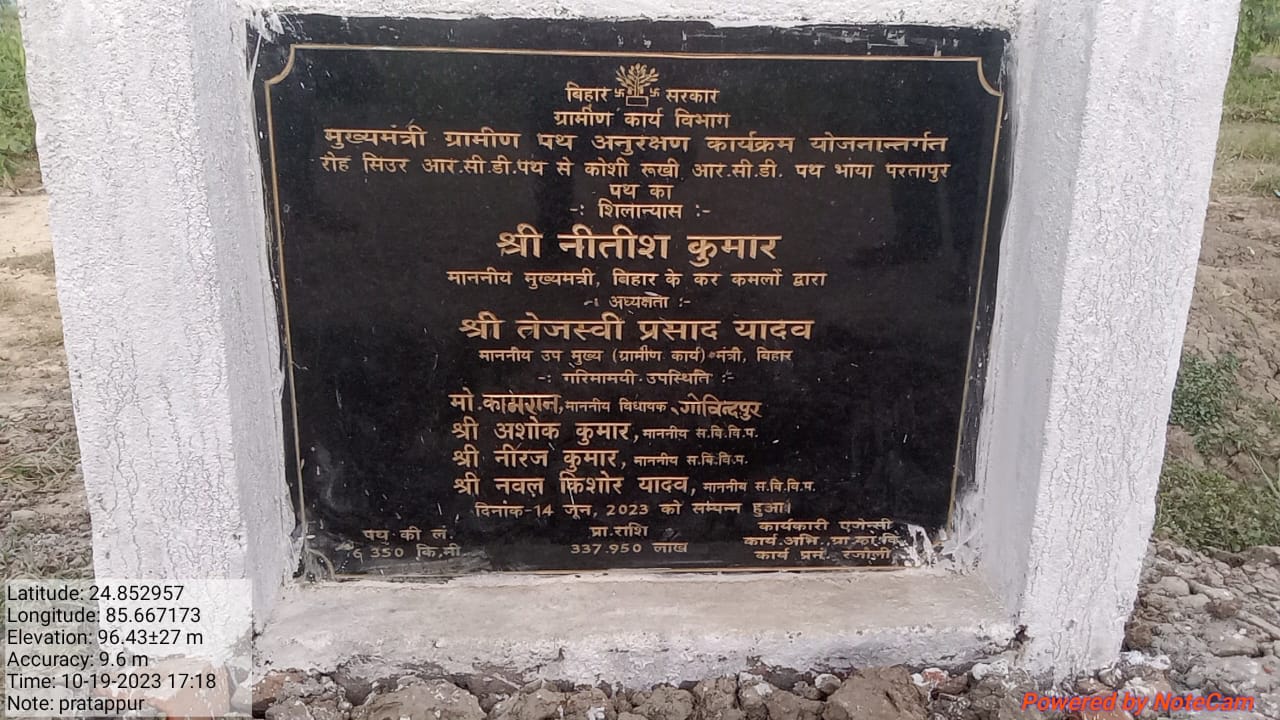 बिहार सरकार
ग्रामीण कार्य विभाग
मुख्यमंत्री ग्रामीण पथ अनुरक्षण कार्यक्रम योजनान्तर्गत
रोह सिउर आर.सी.डी.पथ से कोशी रूखी आर.सी.डी. पथ भाया परतापुर
पथ का
-: शिलान्यास :-
श्री नीतीश कुमार
माननीय मुख्यमंत्री, बिहार के कर कमलों द्वारा
-: अध्यक्षता :-
श्री तेजस्वी प्रसाद यादव
माननीय उप मुख्य (ग्रामीण कार्य) मंत्री, बिहार
-: गरिमामयी उपस्थिति :-
मो.कामरान, माननीय विधायक, गोविन्दपुर
श्री अशोक कुमार, माननीय स.वि.वि.प.
श्री नीरज कुमार, माननीय स.वि.वि.प.
श्री नवल किशोर यादव, माननीय स.वि.वि.प.
दिनांक-14 जून, 2023 को सम्पन्न हुआ।
पथ की लं. प्रा.राशि कार्यकारी एजेन्सी
6.350 कि.मी. 337.950 लाख कार्य.अभि. ग्रा.का.वि.
कार्य प्रमं. रजौली
Latitude: 24.852957
Longitude: 85.667173
Elevation: 96.43±27 m
Accuracy: 9.6 m
Time: 10-19-2023 17:18
Note: pratappur
Powered by NoteCam